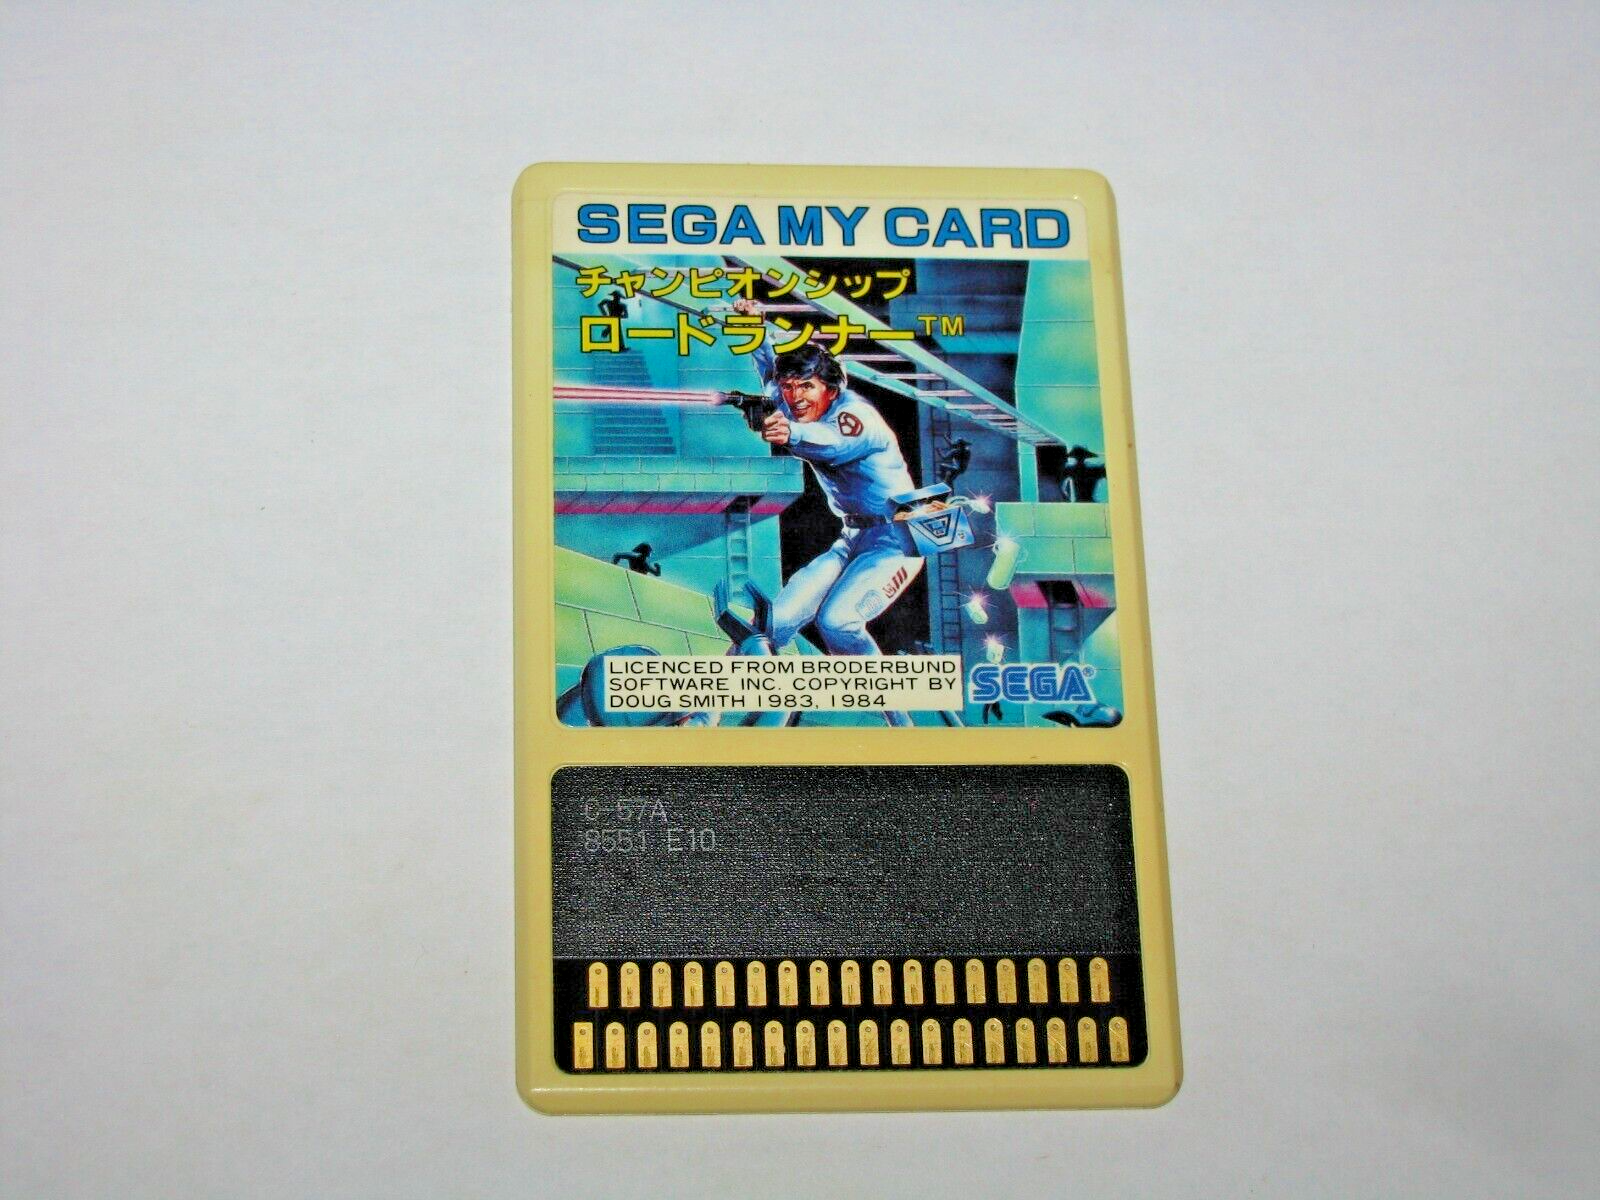 SEGA MY CARD
チャンピオンシップ
ロードランナー™
LICENCED FROM BRODERBUND
SOFTWARE INC. COPYRIGHT BY
DOUG SMITH 1983, 1984
SEGA®
C-57A
8551 E10